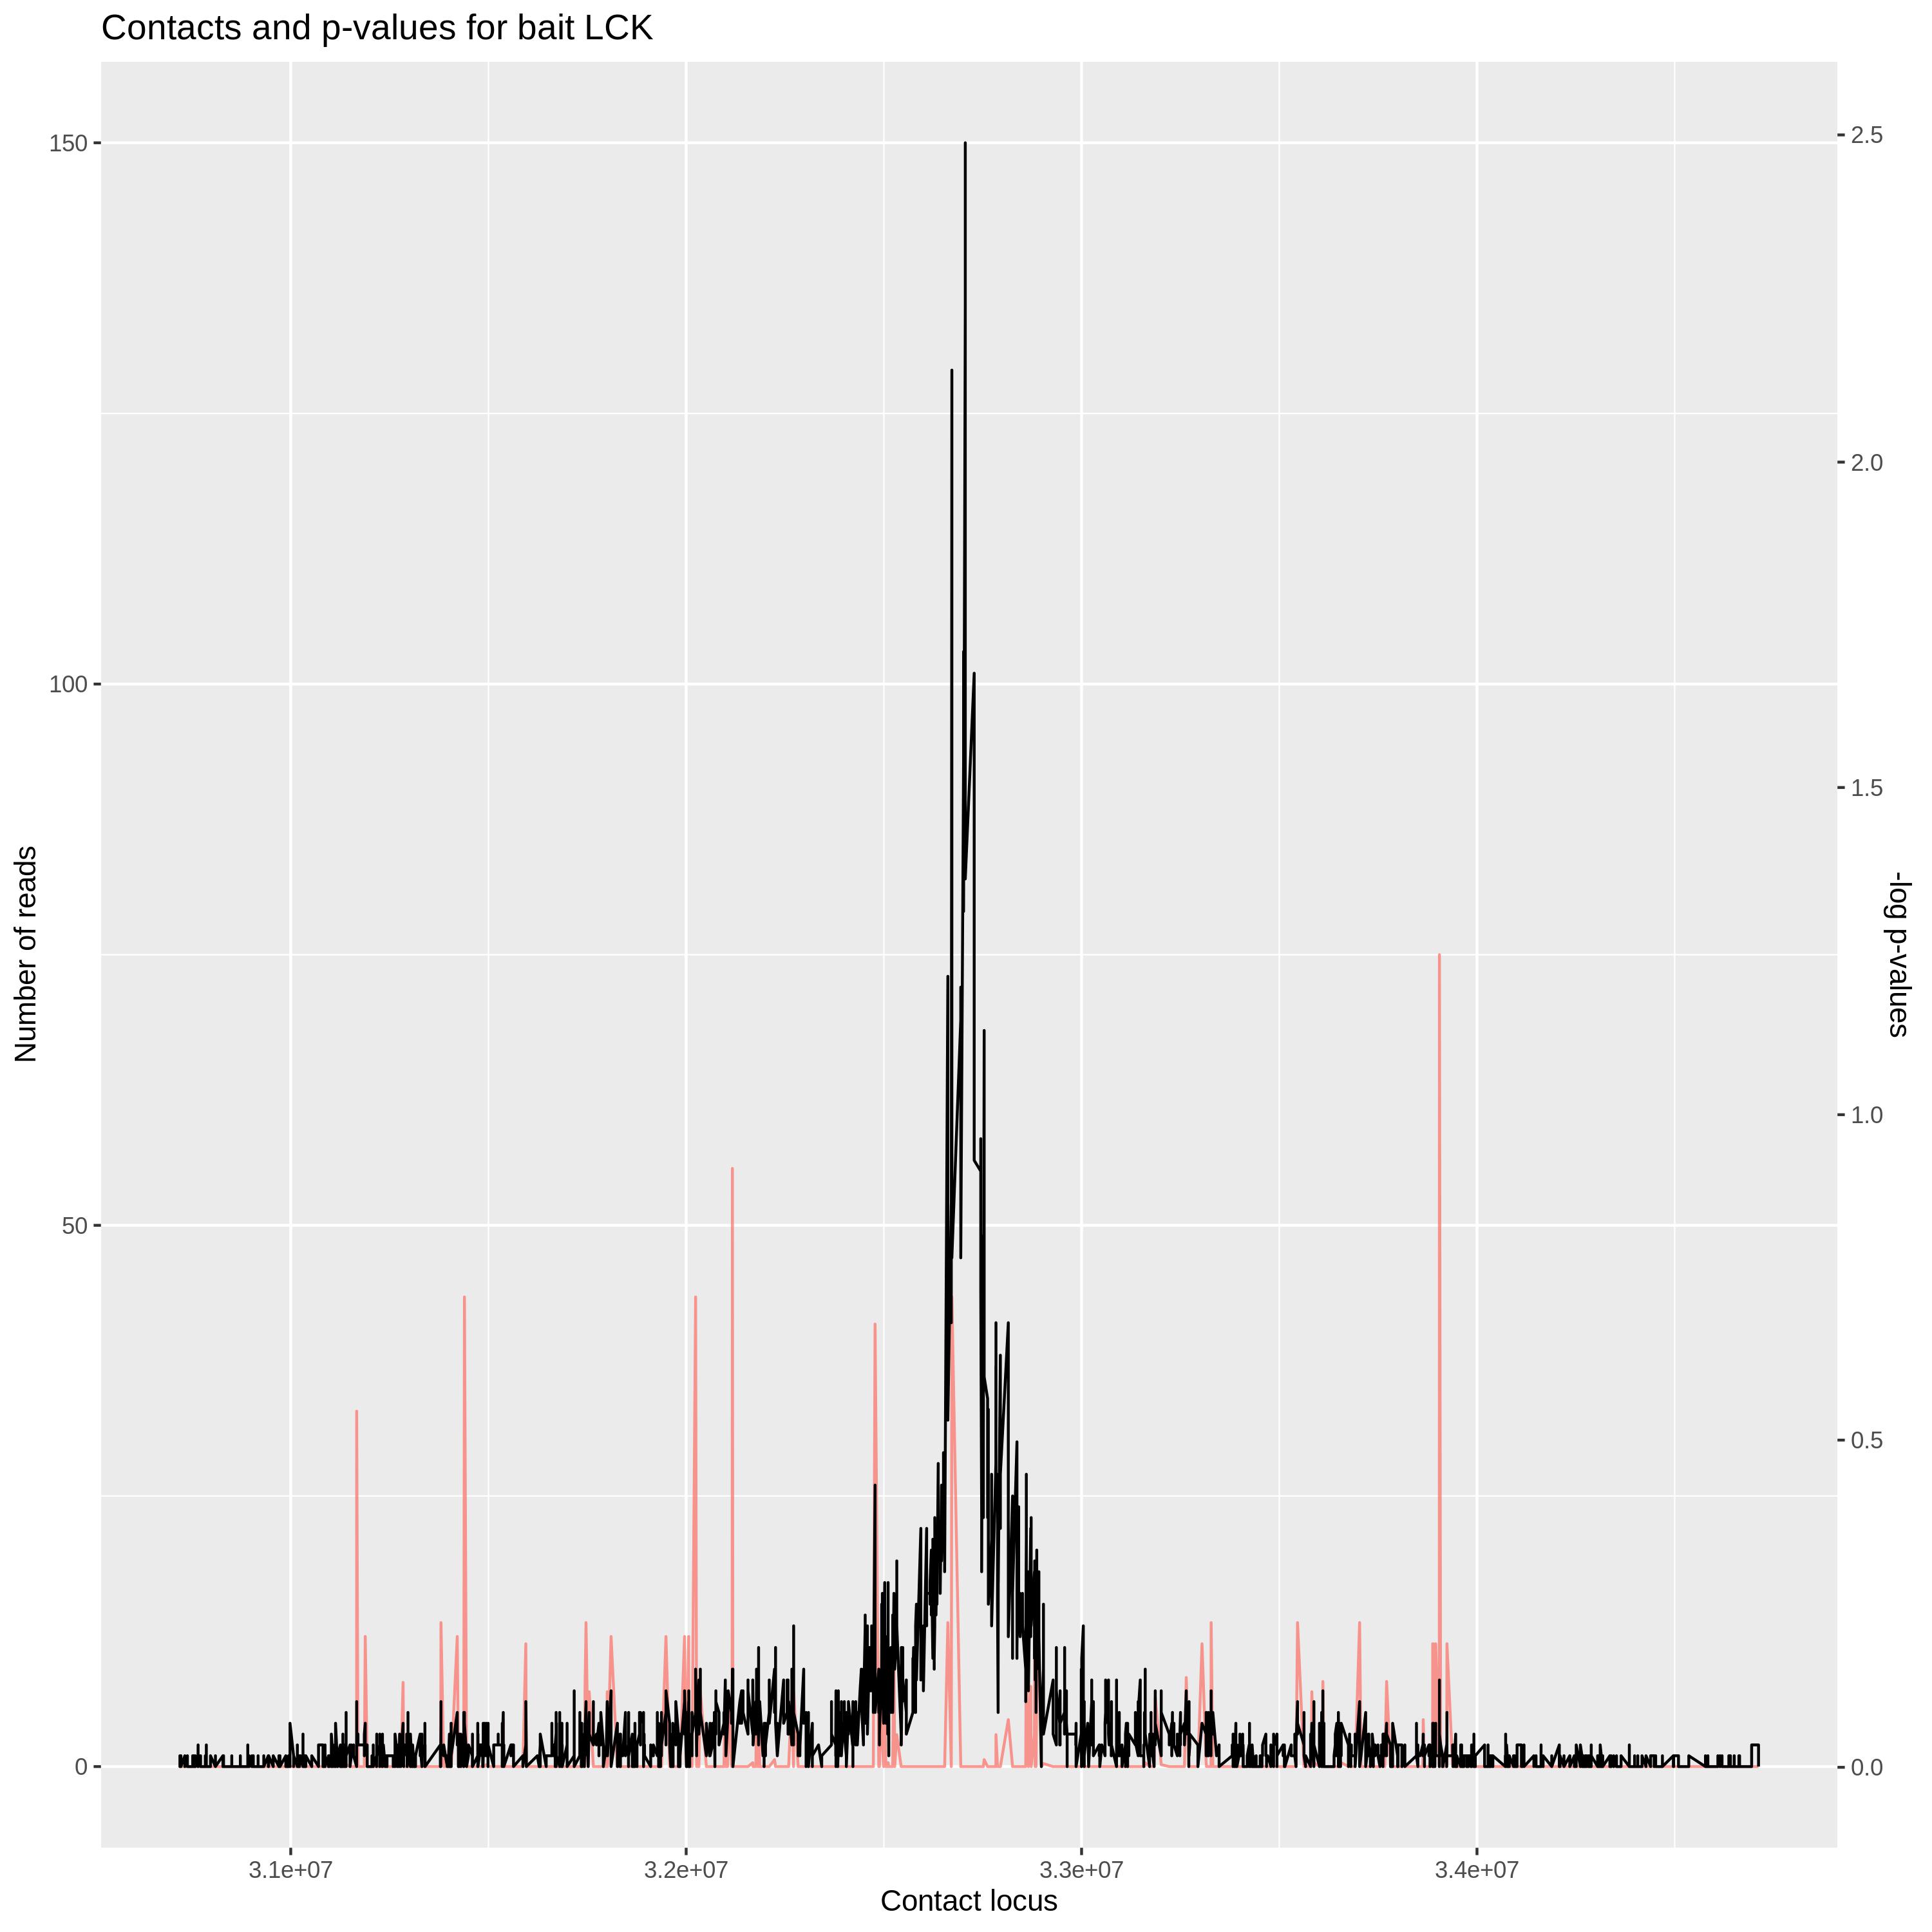 Contacts and p-values for bait LCK
150
100
50
0
Number of reads
2.5
2.0
1.5
1.0
0.5
0.0
-log p-values
3.1e+07
3.2e+07
3.3e+07
3.4e+07
Contact locus